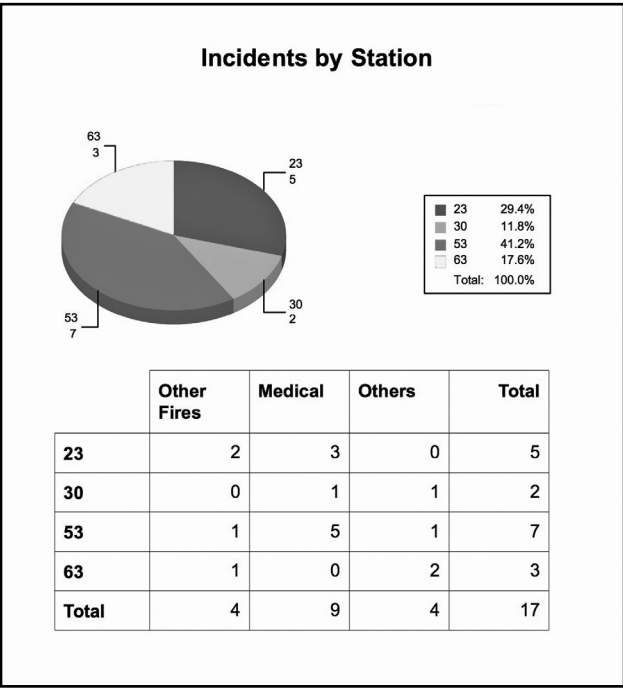 Incidents by Station
63
3
23
5
30
2
53
7
23 29.4%
30 11.8%
53 41.2%
63 17.6%
Total: 100.0%
Other Fires Medical Others Total
23 2 3 0 5
30 0 1 1 2
53 1 5 1 7
63 1 0 2 3
Total 4 9 4 17